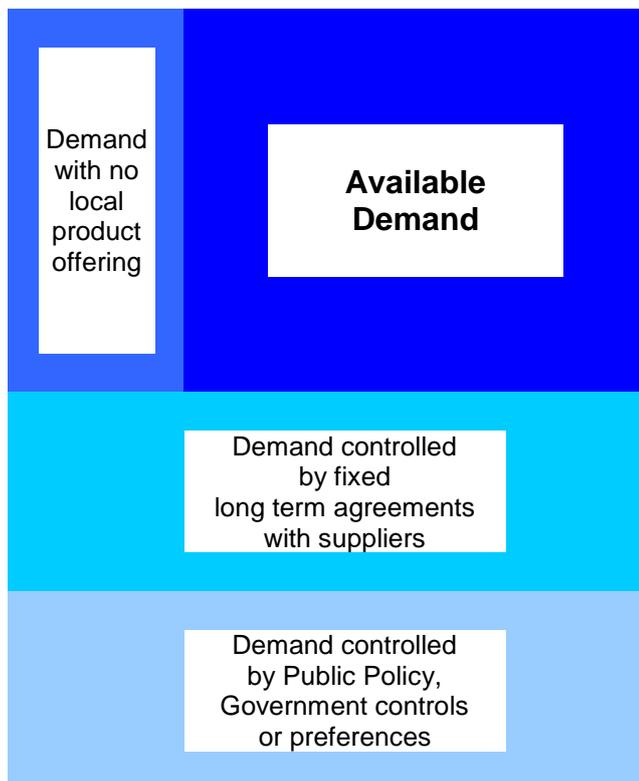 Demand
with no
local
product
offering
Available
Demand
Demand controlled
by fixed
long term agreements
with suppliers
Demand controlled
by Public Policy,
Government controls
or preferences